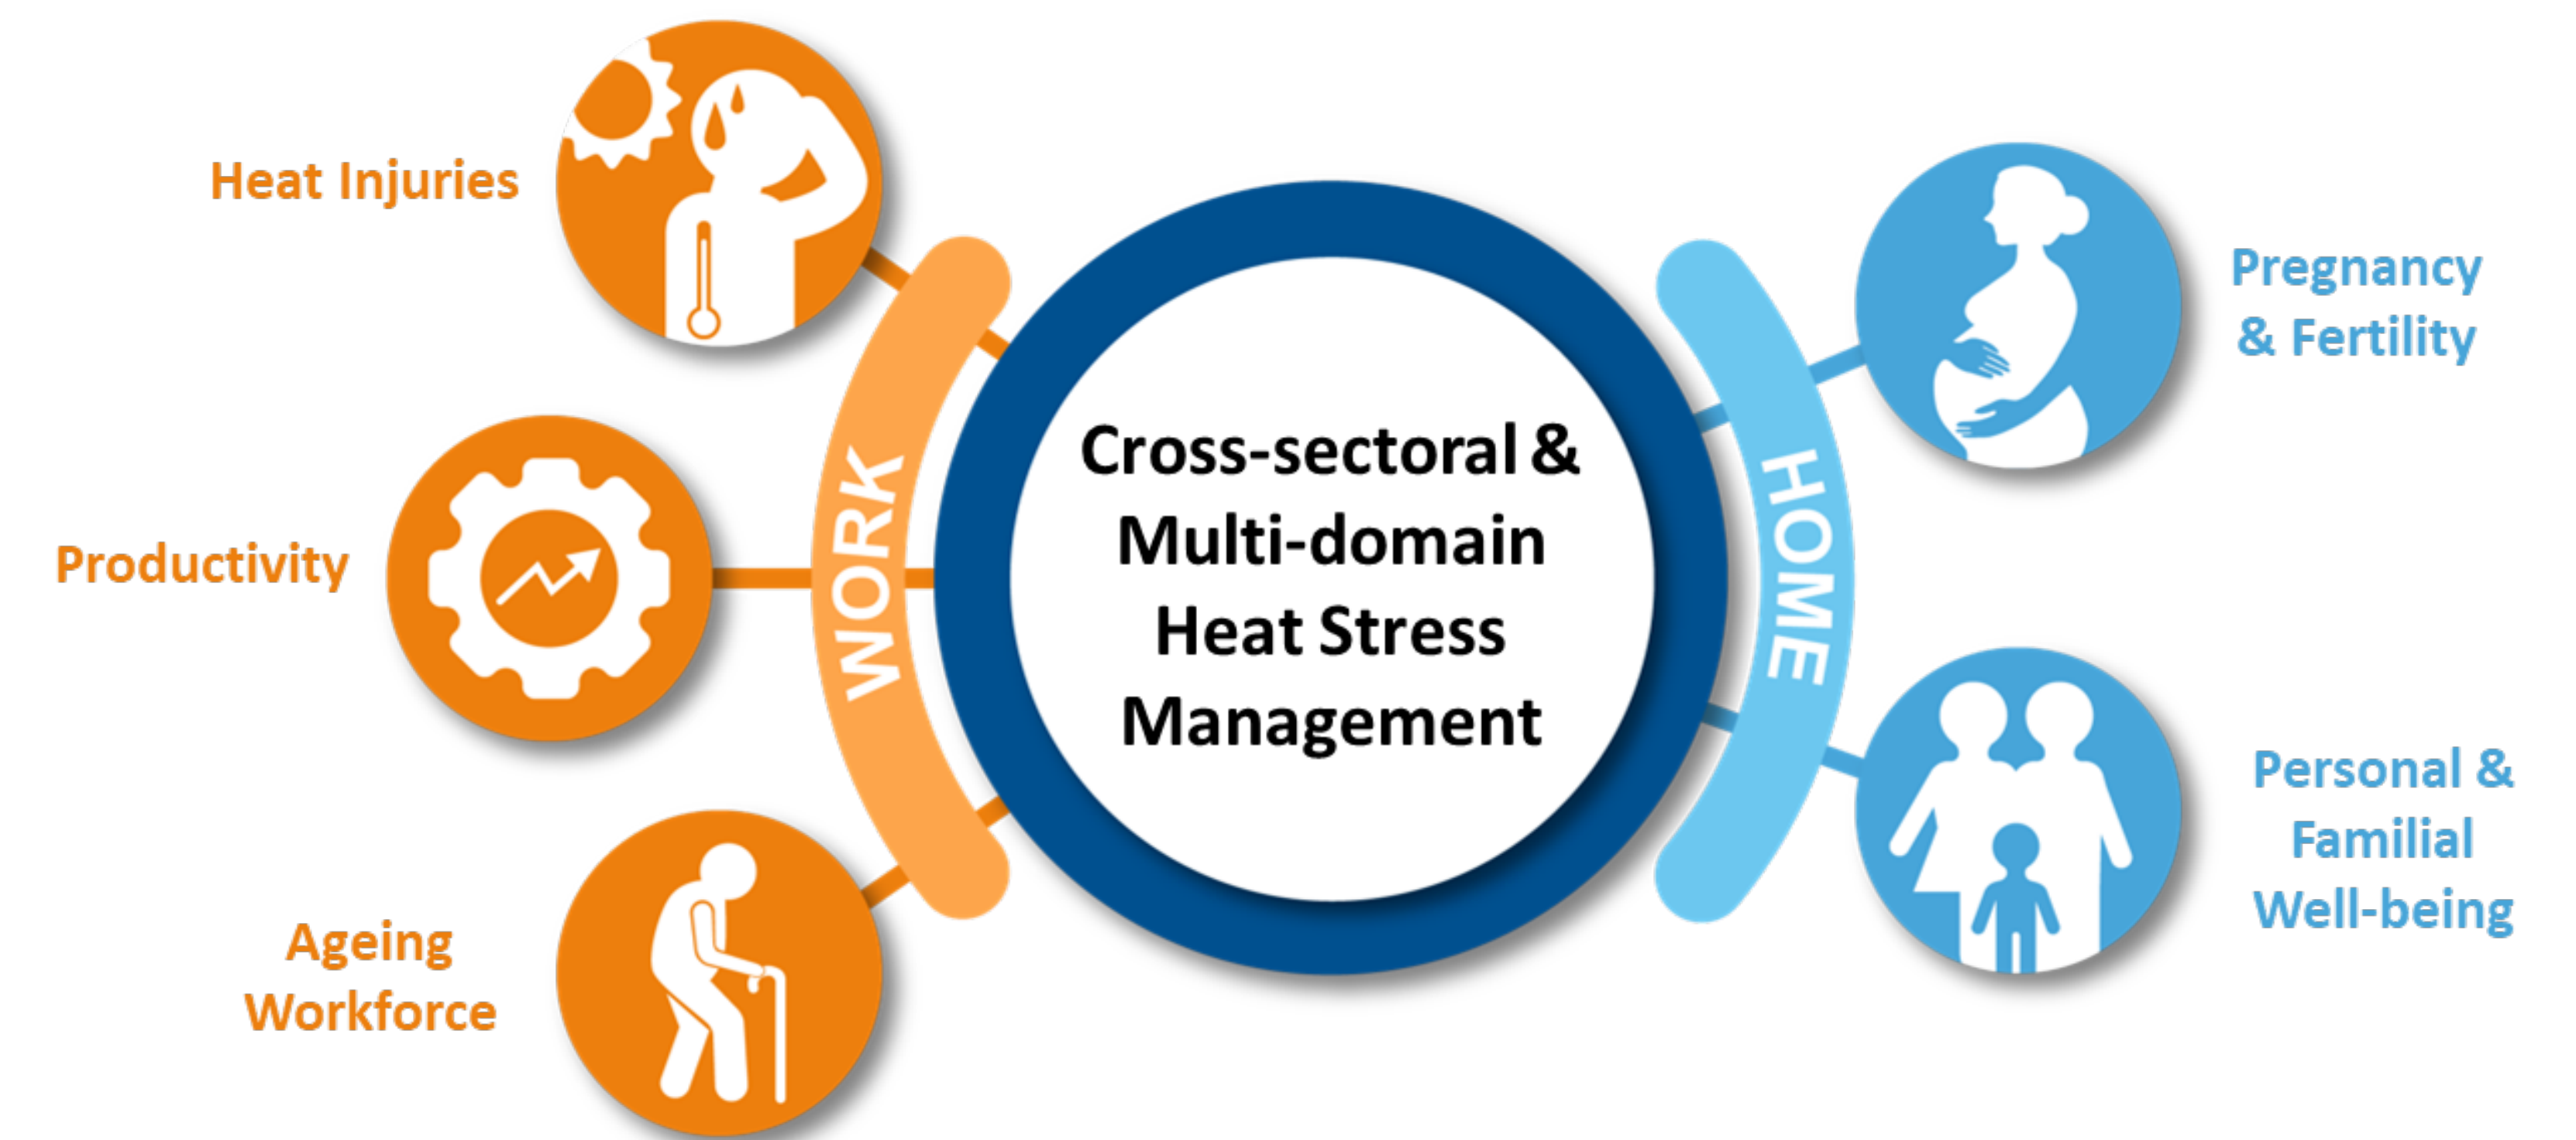 Heat Injuries
Productivity
Ageing
Workforce
WORK
Cross-sectoral &
Multi-domain
Heat Stress
Management
HOME
Pregnancy
& Fertility
Personal &
Familial
Well-being